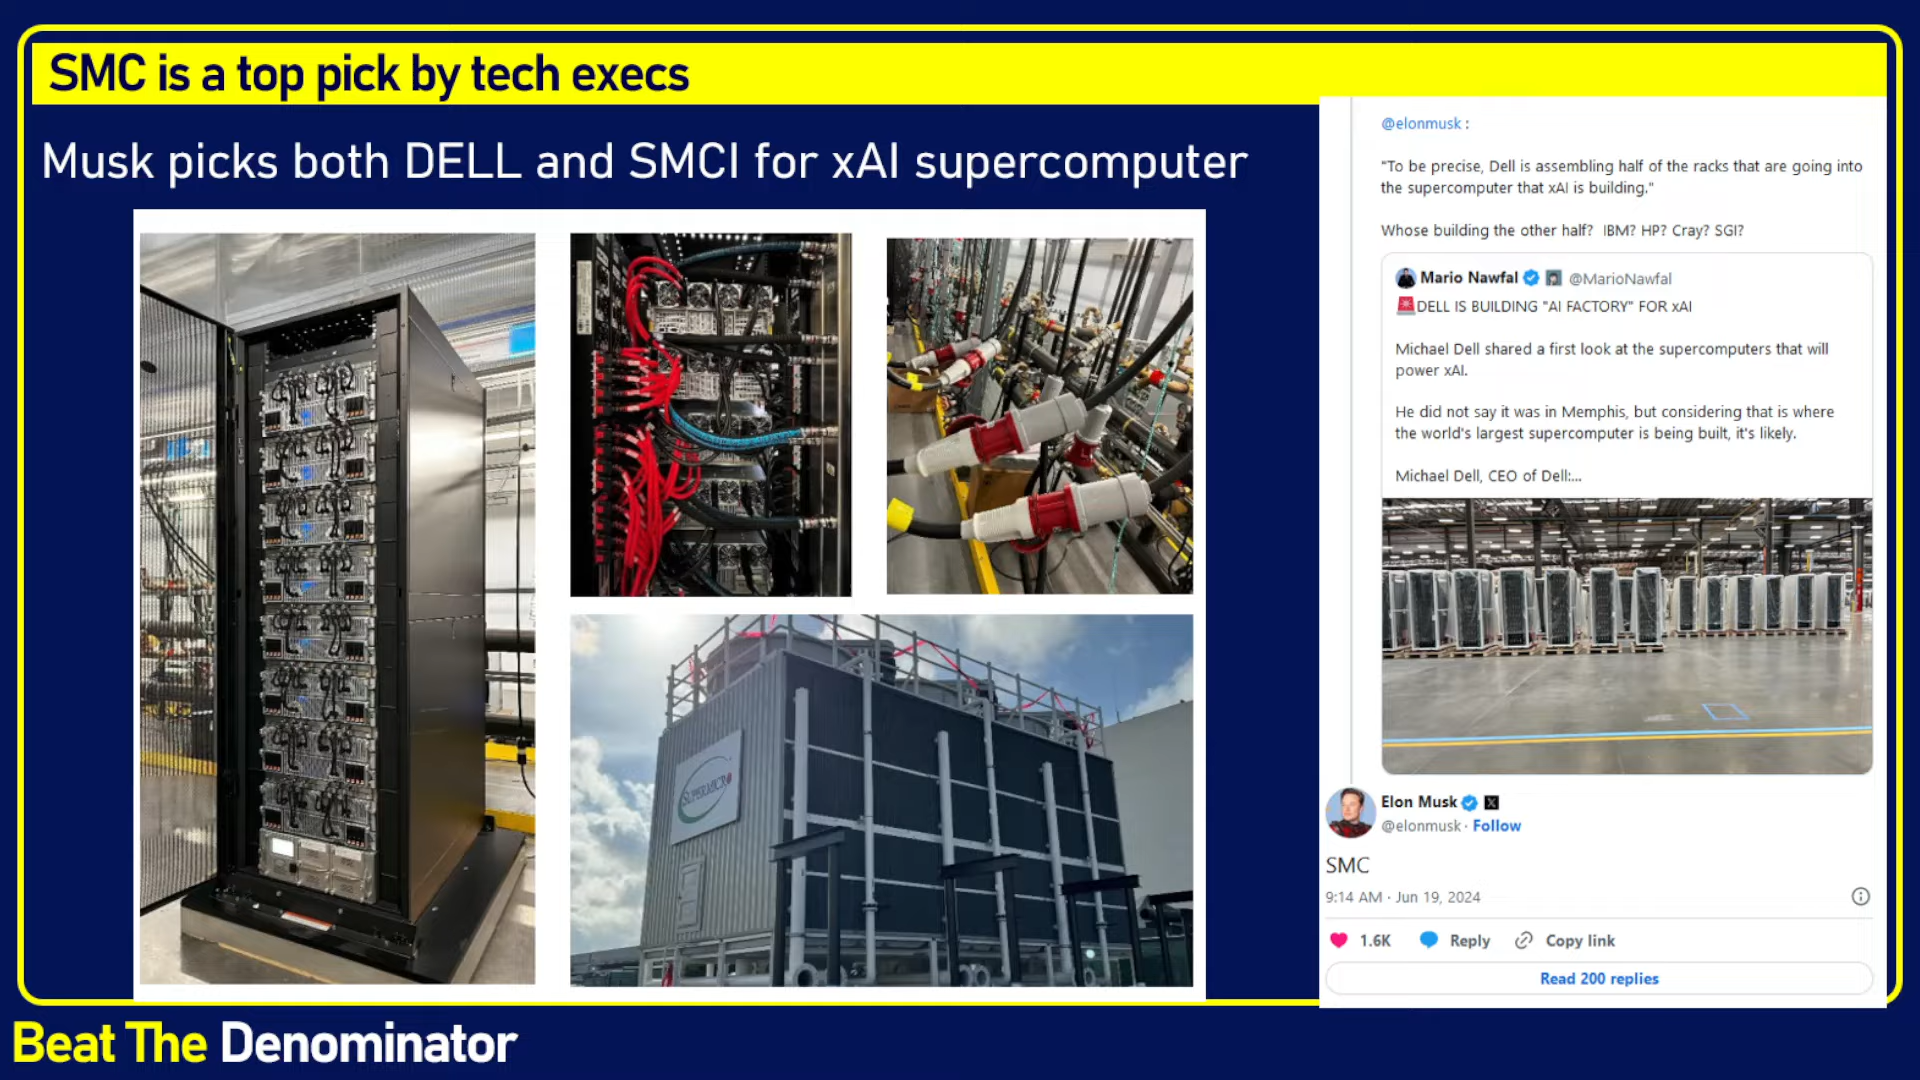 SMC is a top pick by tech execs
Musk picks both DELL and SMCI for xAI supercomputer
SUPERMICRO
@elonmusk :
"To be precise, Dell is assembling half of the racks that are going into
the supercomputer that xAI is building."
Whose building the other half? IBM? HP? Cray? SGI?
Mario Nawfal @MarioNawfal
🚨DELL IS BUILDING "AI FACTORY" FOR xAI
Michael Dell shared a first look at the supercomputers that will
power xAI.
He did not say it was in Memphis, but considering that is where
the world's largest supercomputer is being built, it's likely.
Michael Dell, CEO of Dell:...
Elon Musk
@elonmusk · Follow
SMC
9:14 AM · Jun 19, 2024
1.6K Reply Copy link
Read 200 replies
Beat The Denominator